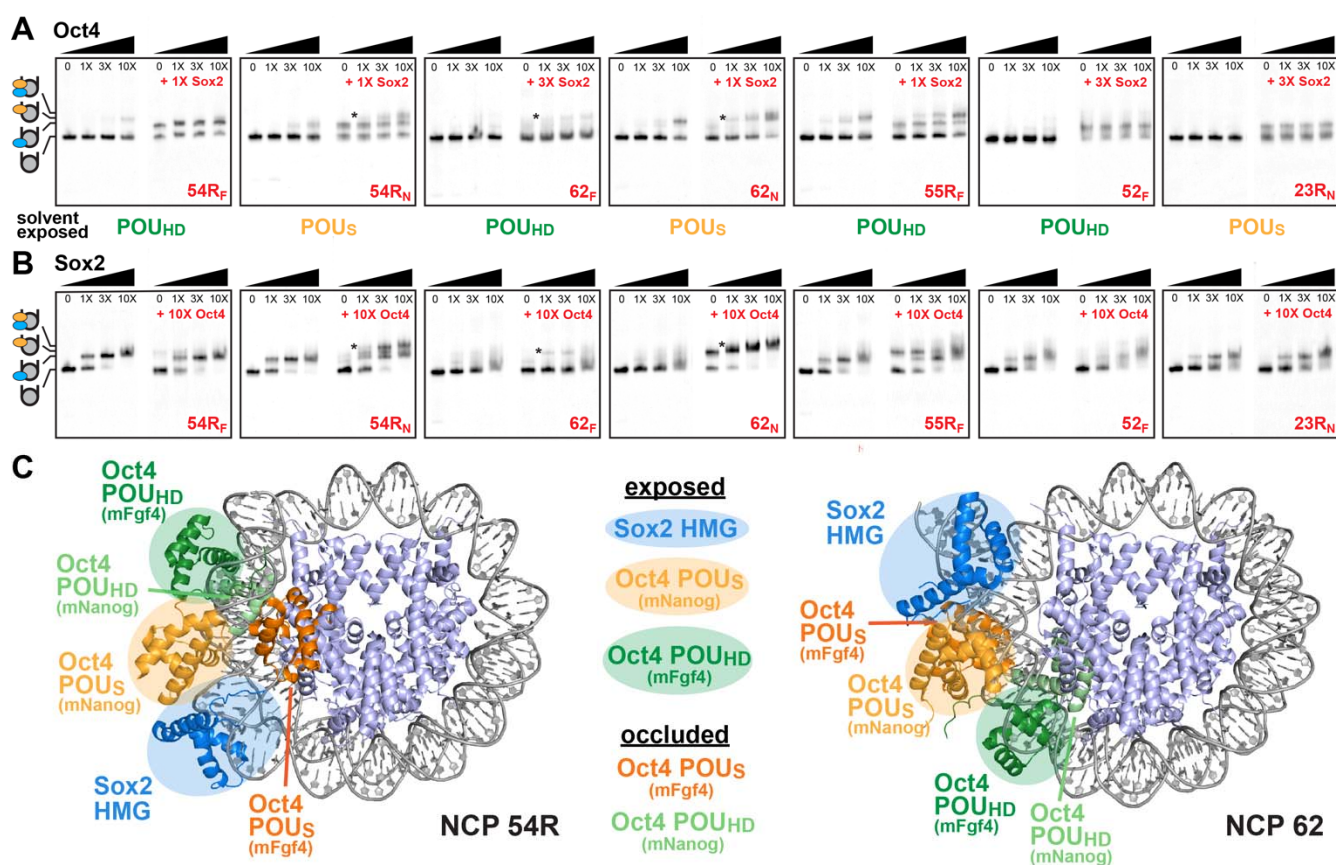 A Oct4
0 1X 3X 10X 0 1X 3X 10X 0 1X 3X 10X 0 1X 3X 10X 0 1X 3X 10X 0 1X 3X 10X 0 1X 3X 10X 0 1X 3X 10X 0 1X 3X 10X 0 1X 3X 10X 0 1X 3X 10X 0 1X 3X 10X 0 1X 3X 10X 0 1X 3X 10X
+ 1X Sox2 + 1X Sox2 + 3X Sox2 + 1X Sox2 + 1X Sox2 + 3X Sox2 + 3X Sox2
* * *
54RF 54RN 62F 62N 55RF 52F 23RN
solvent
exposed POUHD POUS POUHD POUS POUHD POUHD POUS
B Sox2
0 1X 3X 10X 0 1X 3X 10X 0 1X 3X 10X 0 1X 3X 10X 0 1X 3X 10X 0 1X 3X 10X 0 1X 3X 10X 0 1X 3X 10X 0 1X 3X 10X 0 1X 3X 10X 0 1X 3X 10X 0 1X 3X 10X 0 1X 3X 10X 0 1X 3X 10X
+ 10X Oct4 + 10X Oct4 + 10X Oct4 + 10X Oct4 + 10X Oct4 + 10X Oct4 + 10X Oct4
* * *
54RF 54RN 62F 62N 55RF 52F 23RN
C
Oct4
POUHD
(mFgf4)
Oct4
POUHD
(mNanog)
Oct4
POUS
(mNanog)
Sox2
HMG
Oct4
POUS
(mFgf4)
NCP 54R
exposed
Sox2 HMG
Oct4 POUS
(mNanog)
Oct4 POUHD
(mFgf4)
occluded
Oct4 POUS
(mFgf4)
Oct4 POUHD
(mNanog)
Sox2
HMG
Oct4
POUS
(mFgf4)
Oct4
POUS
(mNanog)
Oct4
POUHD
(mFgf4)
Oct4
POUHD
(mNanog)
NCP 62